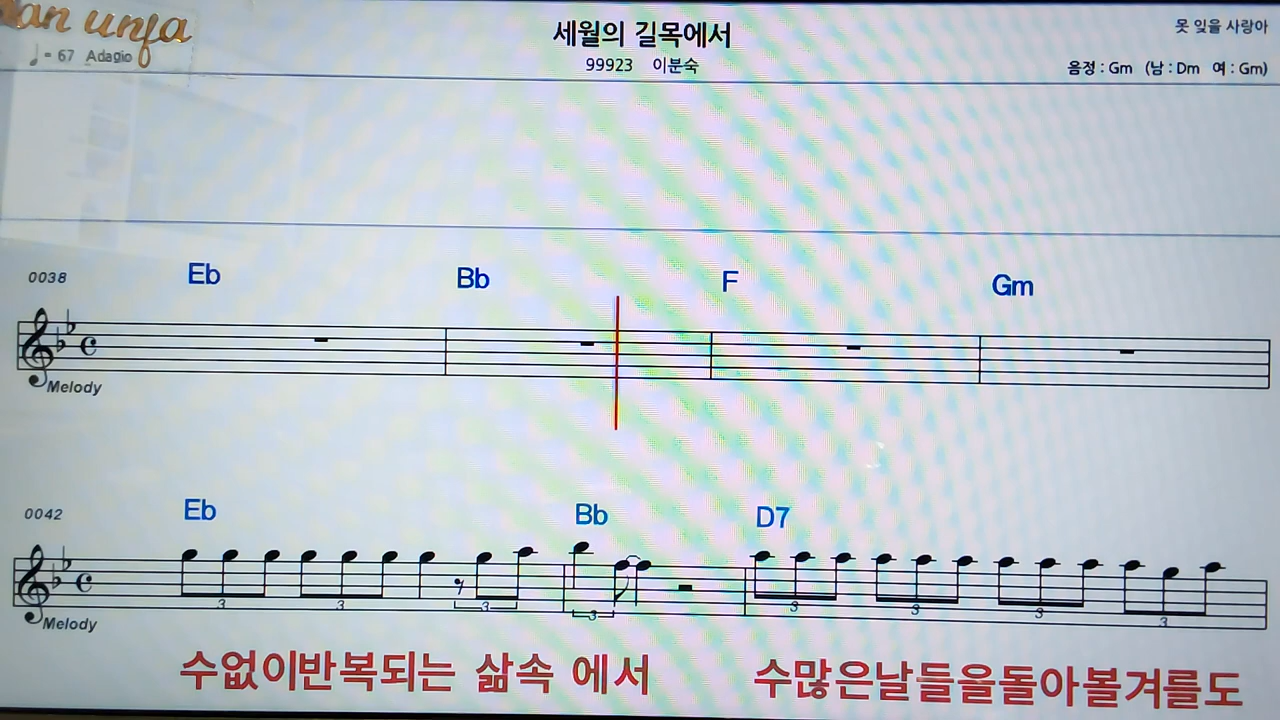 an unfa
♩= 67 Adagio
세월의 길목에서
99923 이분숙
못 잊을 사랑아
음정 : Gm (남 : Dm 여 : Gm)
0038 Eb Bb F Gm
Melody
0042 Eb Bb D7
3 3 3 3 3 3 3 3
Melody
수없이반복되는 삶속 에서 수많은날들을돌아볼겨를도